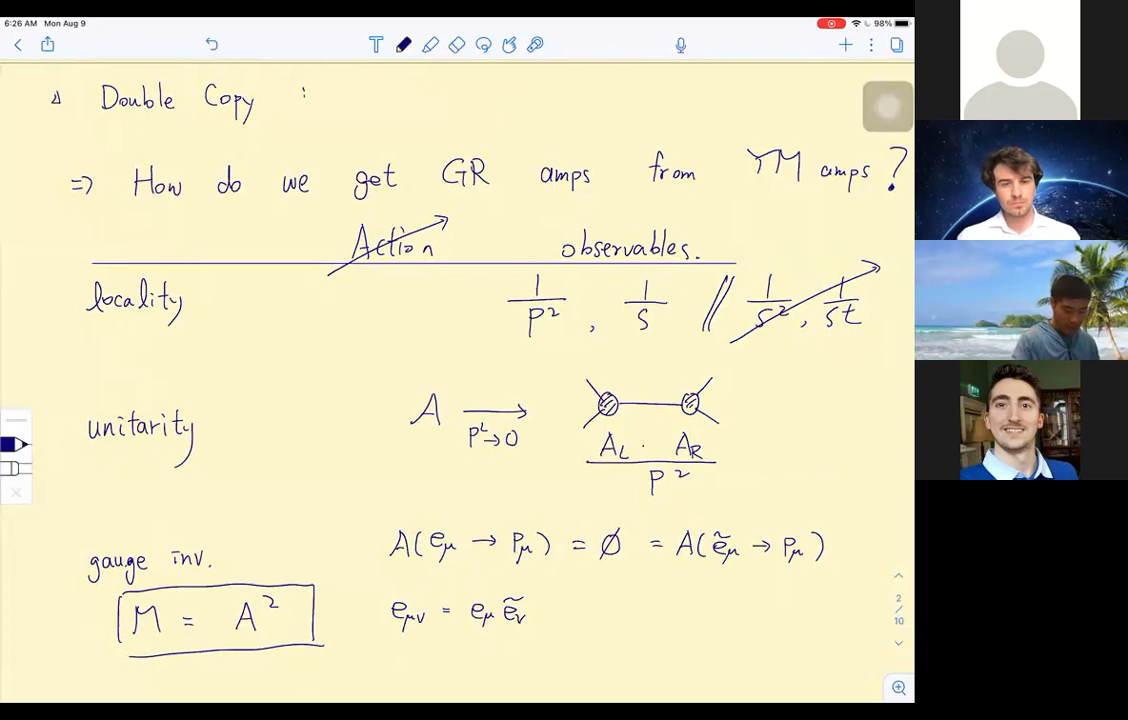 6:26 AM Mon Aug 9
98%
Δ Double Copy :
⇒ How do we get GR amps from YM amps?
Action observables.
locality 1/P², 1/S // 1/S², 1/St
unitarity A → P²→0
A_L · A_R / P²
gauge inv. A(e_μ → P_μ) = ∅ = A(ẽ_μ → P_μ)
M = A² e_μν = e_μ ẽ_ν
2 / 10